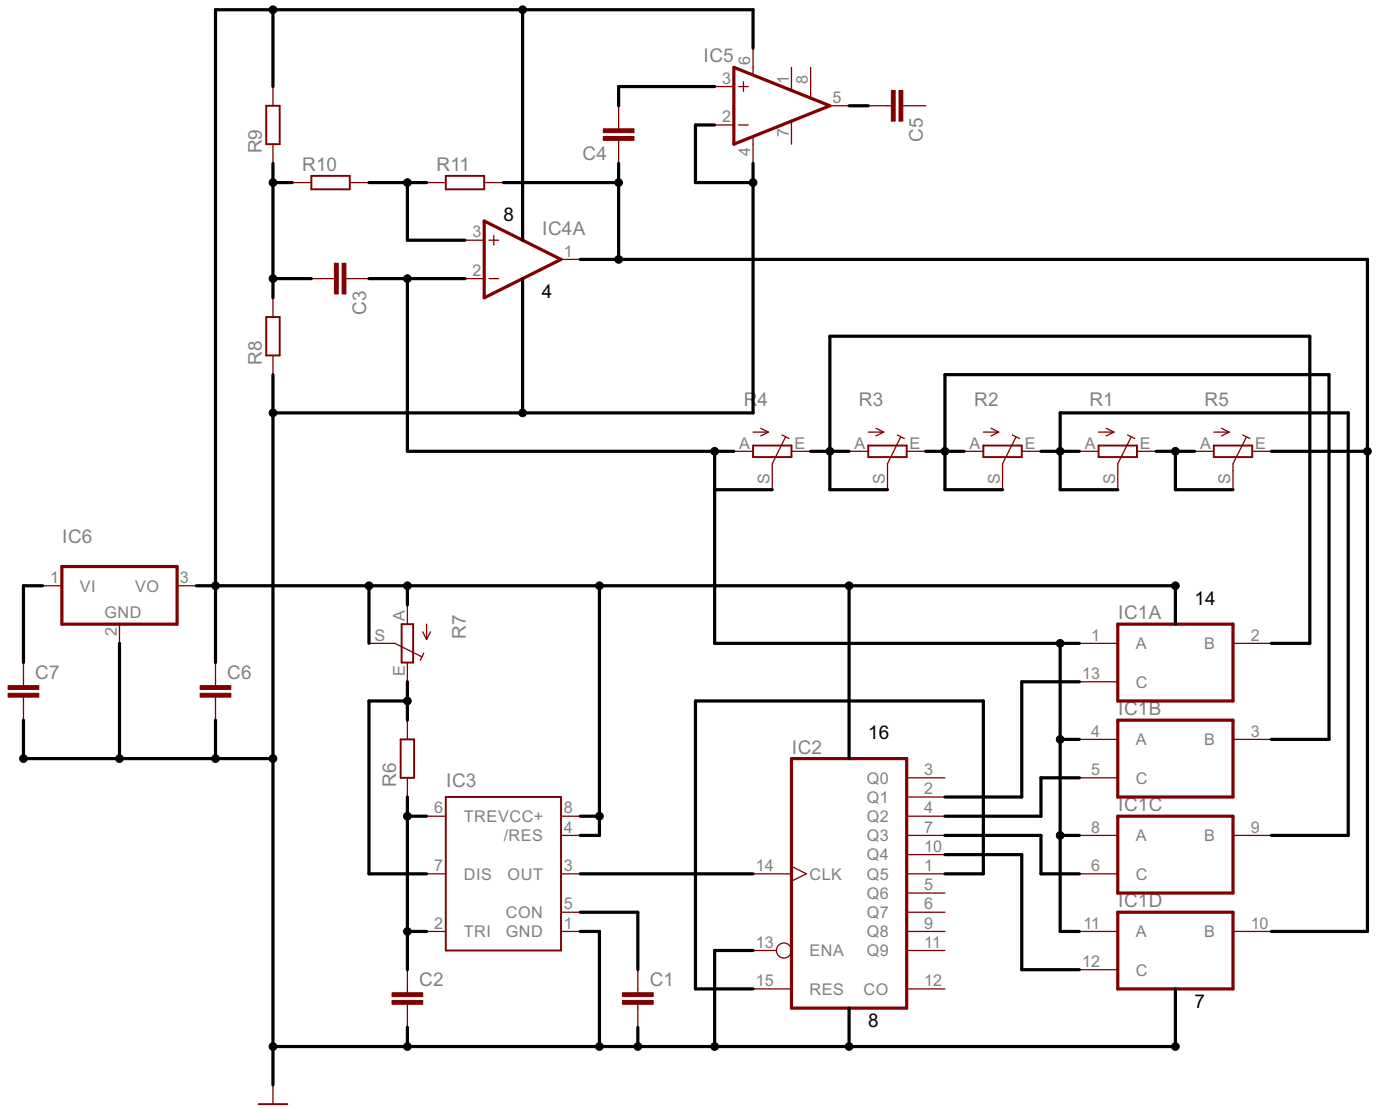 IC5
6
1
8
3
+
5
2
−
7
4
C5
R9
C4
R10
R11
8
IC4A
3
+
1
2
−
4
C3
R8
R4
R3
R2
R1
R5
A
E
A
E
A
E
A
E
A
E
S
S
S
S
S
IC6
1
VI
VO
3
GND
2
C7
C6
A
S
E
R7
R6
14
IC1A
1
A
B
2
13
C
IC1B
4
A
B
3
5
C
IC1C
8
A
B
9
6
C
IC1D
11
A
B
10
12
C
7
IC3
6
TREVCC+
8
/RES
4
7
DIS
OUT
3
CON
5
2
TRI
GND
1
C2
C1
16
IC2
Q0
3
Q1
2
Q2
4
Q3
7
Q4
10
14
CLK
Q5
1
Q6
5
Q7
6
Q8
9
13
ENA
Q9
11
15
RES
CO
12
8